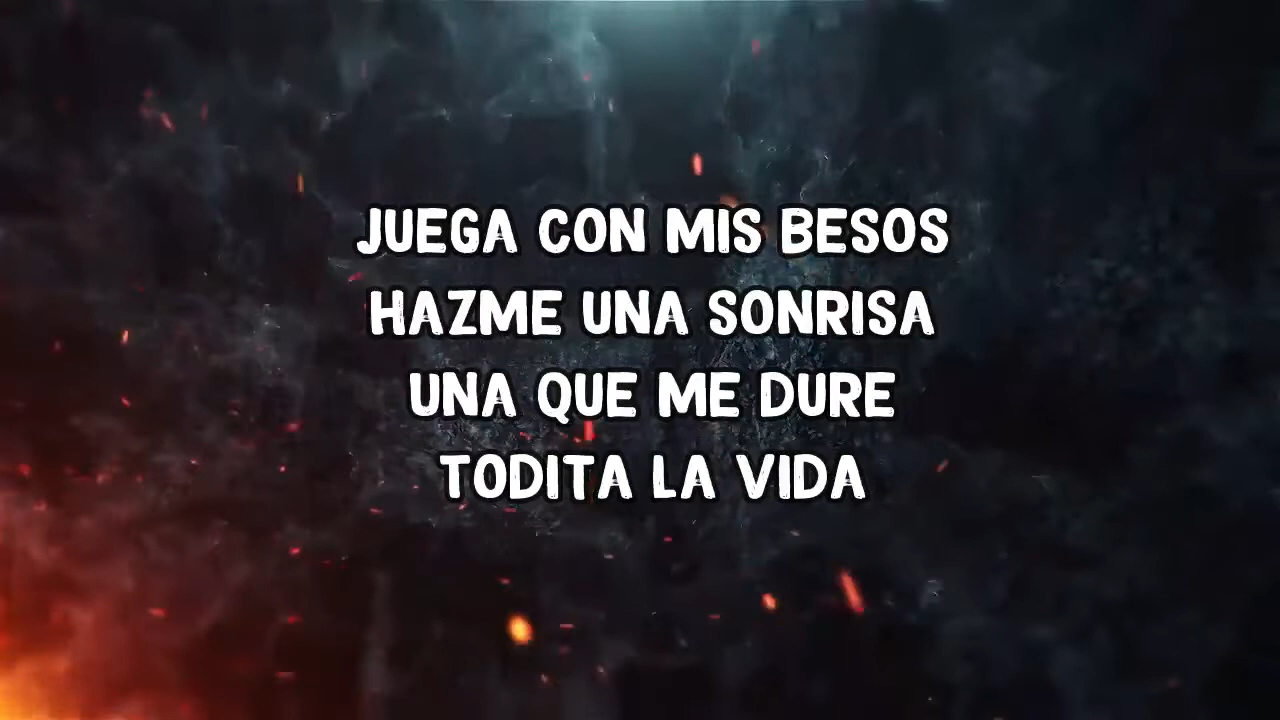 JUEGA CON MIS BESOS
HAZME UNA SONRISA
UNA QUE ME DURE
TODITA LA VIDA